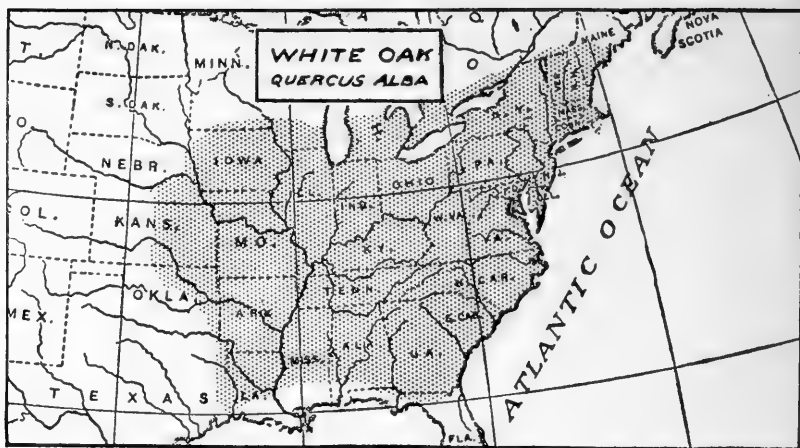 WHITE OAK
QUERCUS ALBA
MAINE
NOVA
SCOTIA
N. DAK.
MINN.
S. DAK.
NEBR.
IOWA
N.Y.
PA.
OHIO
IND.
OL.
KANS.
MO.
W.VA.
VA.
KY.
TENN.
N. CAR.
S. CAR.
OKLA.
ARK.
MEX.
MISS.
ALA.
GA.
TEXAS
LA.
FLA.
ATLANTIC OCEAN